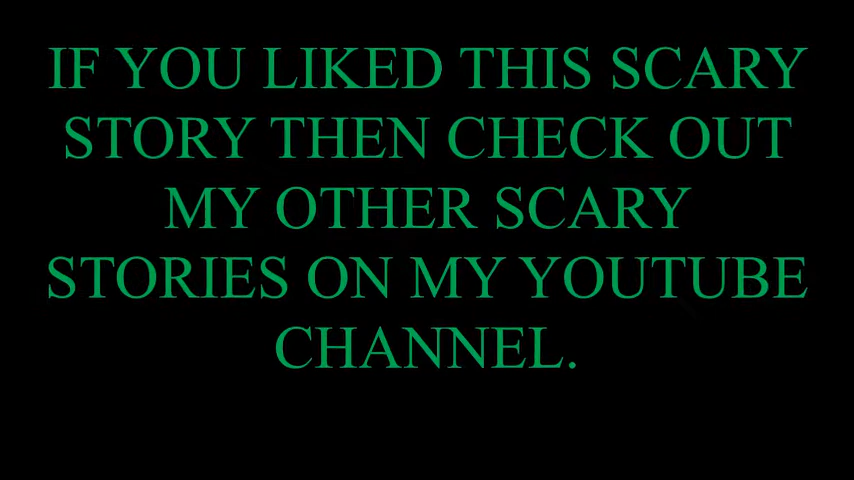 IF YOU LIKED THIS SCARY
STORY THEN CHECK OUT
MY OTHER SCARY
STORIES ON MY YOUTUBE
CHANNEL.